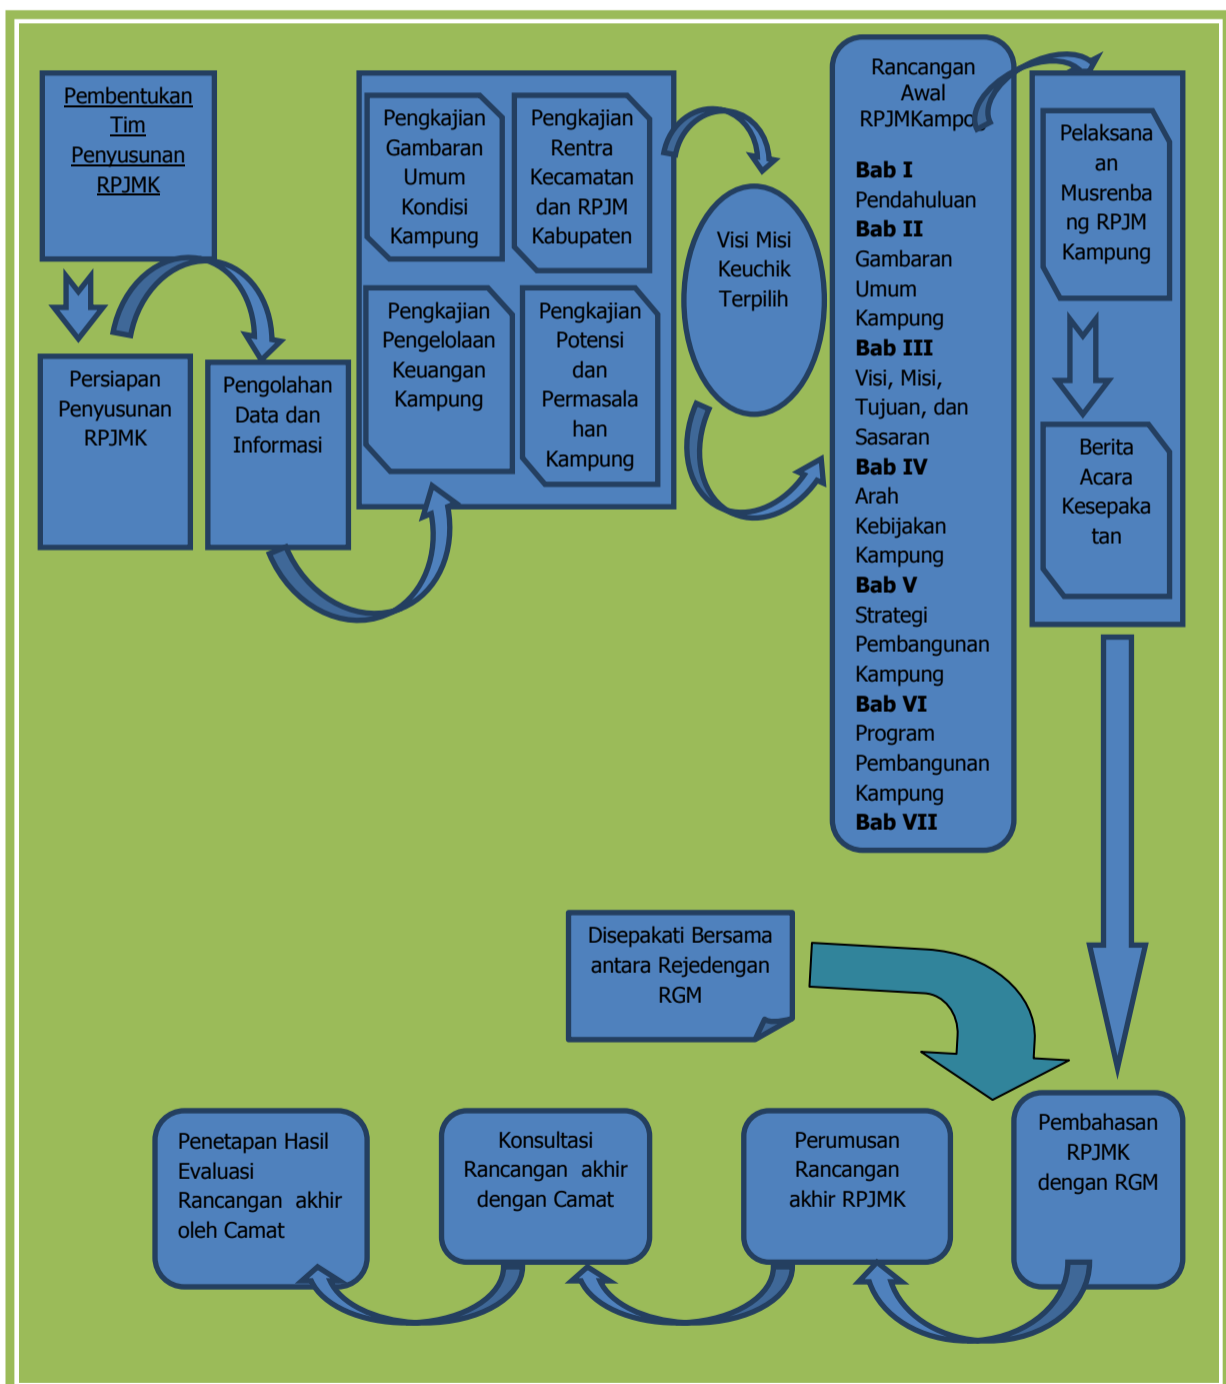 Pembentukan
Tim
Penyusunan
RPJMK
Persiapan
Penyusunan
RPJMK
Pengolahan
Data dan
Informasi
Pengkajian
Gambaran
Umum
Kondisi
Kampung
Pengkajian
Rentra
Kecamatan
dan RPJM
Kabupaten
Pengkajian
Pengelolaan
Keuangan
Kampung
Pengkajian
Potensi
dan
Permasala
han
Kampung
Visi Misi
Keuchik
Terpilih
Rancangan
Awal
Bab I
Pendahuluan
Bab II
Gambaran
Umum
Kampung
Bab III
Visi, Misi,
Tujuan, dan
Sasaran
Bab IV
Arah
Kebijakan
Kampung
Bab V
Strategi
Pembangunan
Kampung
Bab VI
Program
Pembangunan
Kampung
Bab VII
Pelaksana
an
Musrenba
ng RPJM
Kampung
Berita
Acara
Kesepaka
tan
Disepakati Bersama
antara Rejedengan
RGM
Pembahasan
RPJMK
dengan RGM
Perumusan
Rancangan
akhir RPJMK
Konsultasi
Rancangan  akhir
dengan Camat
Penetapan Hasil
Evaluasi
Rancangan  akhir
oleh Camat